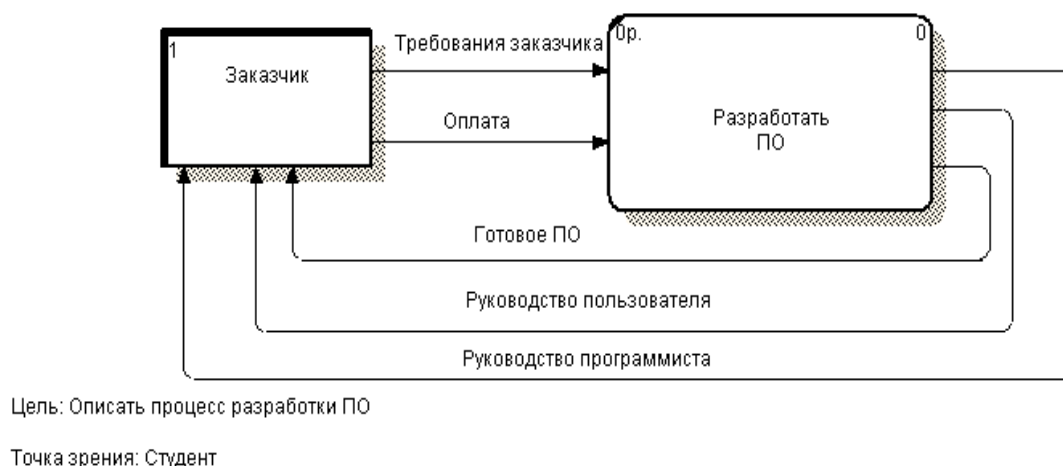 1
Заказчик
Требования заказчика
Оплата
0р.
0
Разработать
ПО
Готовое ПО
Руководство пользователя
Руководство программиста
Цель: Описать процесс разработки ПО
Точка зрения: Студент